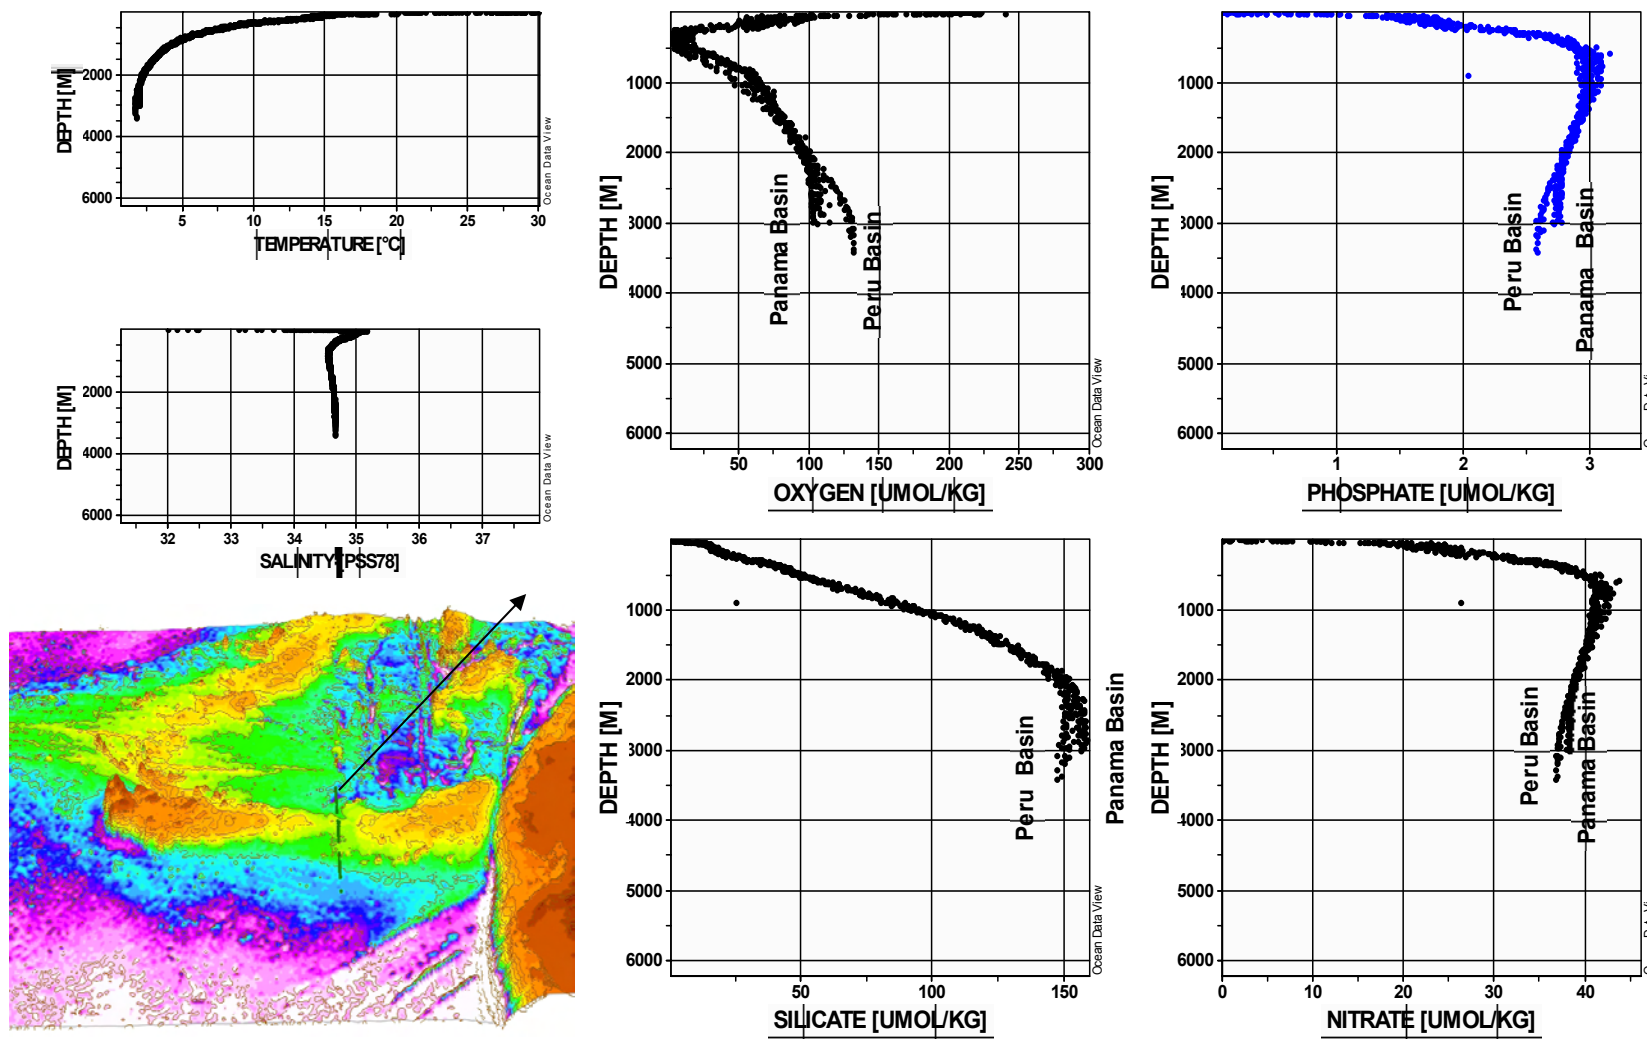 2000
4000
6000
DEPTH [M]
5
10
15
20
25
30
TEMPERATURE [°C]
Ocean Data View
2000
4000
6000
DEPTH [M]
32
33
34
35
36
37
SALINITY [PSS78]
Ocean Data View
1000
2000
3000
4000
5000
6000
DEPTH [M]
Panama Basin
Peru Basin
50
100
150
200
250
300
OXYGEN [UMOL/KG]
Ocean Data View
1000
2000
3000
4000
5000
6000
DEPTH [M]
Peru Basin
Panama Basin
1
2
3
PHOSPHATE [UMOL/KG]
1000
2000
3000
4000
5000
6000
DEPTH [M]
Peru Basin
Panama Basin
50
100
150
SILICATE [UMOL/KG]
Ocean Data View
1000
2000
3000
4000
5000
6000
DEPTH [M]
Peru Basin
Panama Basin
0
10
20
30
40
NITRATE [UMOL/KG]